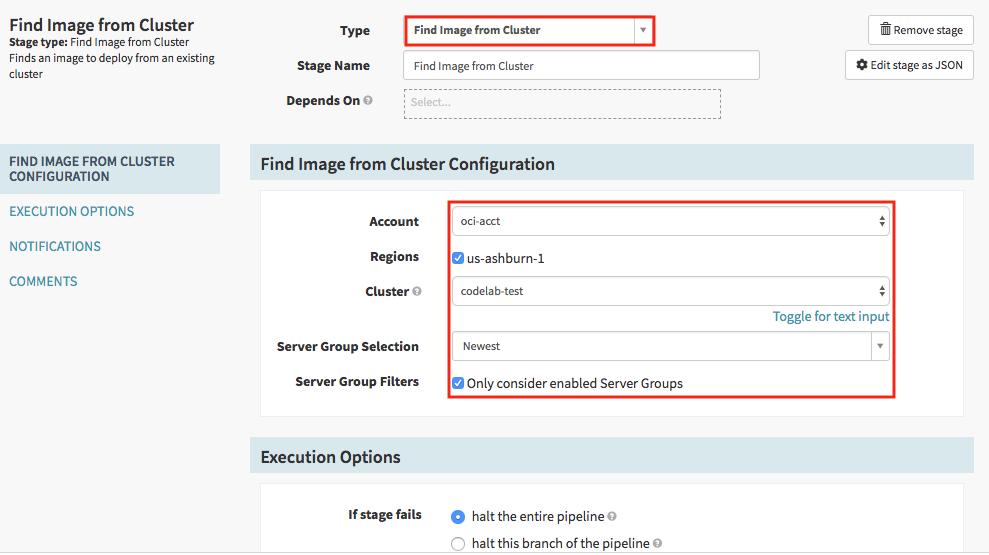 Find Image from Cluster
Stage type: Find Image from Cluster
Finds an image to deploy from an existing
cluster
Type
Find Image from Cluster
Stage Name
Find Image from Cluster
Depends On
Select...
Remove stage
Edit stage as JSON
FIND IMAGE FROM CLUSTER
CONFIGURATION
EXECUTION OPTIONS
NOTIFICATIONS
COMMENTS
Find Image from Cluster Configuration
Account
oci-acct
Regions
us-ashburn-1
Cluster
codelab-test
Toggle for text input
Server Group Selection
Newest
Server Group Filters
Only consider enabled Server Groups
Execution Options
If stage fails
halt the entire pipeline
halt this branch of the pipeline